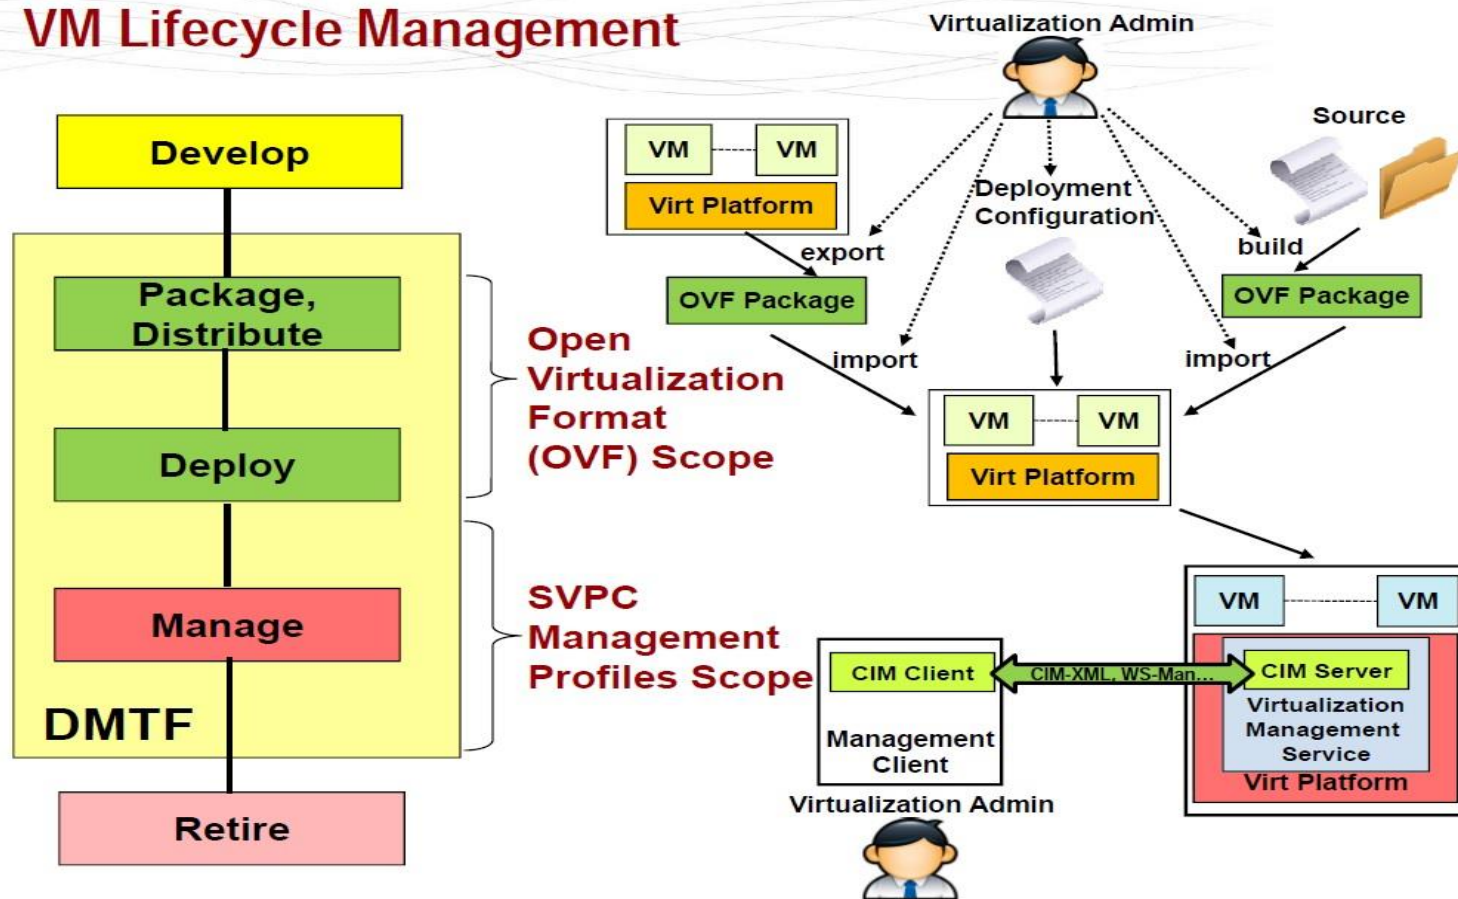 VM Lifecycle Management
Develop
Package,
Distribute
Deploy
Manage
DMTF
Retire
Open
Virtualization
Format
(OVF) Scope
SVPC
Management
Profiles Scope
Virtualization Admin
VM
VM
Virt Platform
export
OVF Package
import
Deployment
Configuration
Source
build
OVF Package
import
VM
VM
Virt Platform
VM
VM
CIM Client
CIM-XML, WS-Man...
CIM Server
Virtualization
Management
Service
Virt Platform
Management
Client
Virtualization Admin